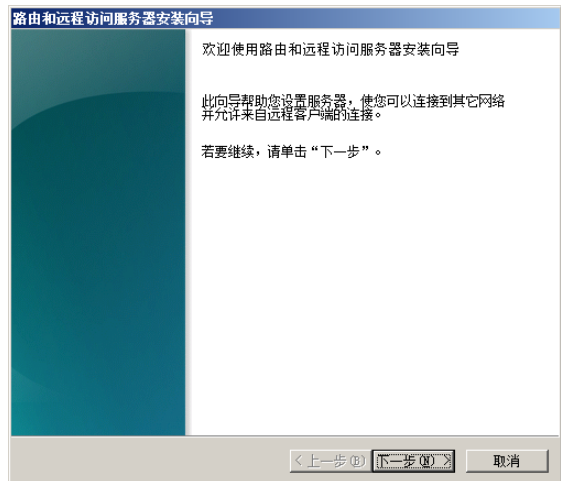 路由和远程访问服务器安装向导
欢迎使用路由和远程访问服务器安装向导
此向导帮助您设置服务器，使您可以连接到其它网络
并允许来自远程客户端的连接。
若要继续，请单击“下一步”。
< 上一步(B) 下一步(N) > 取消